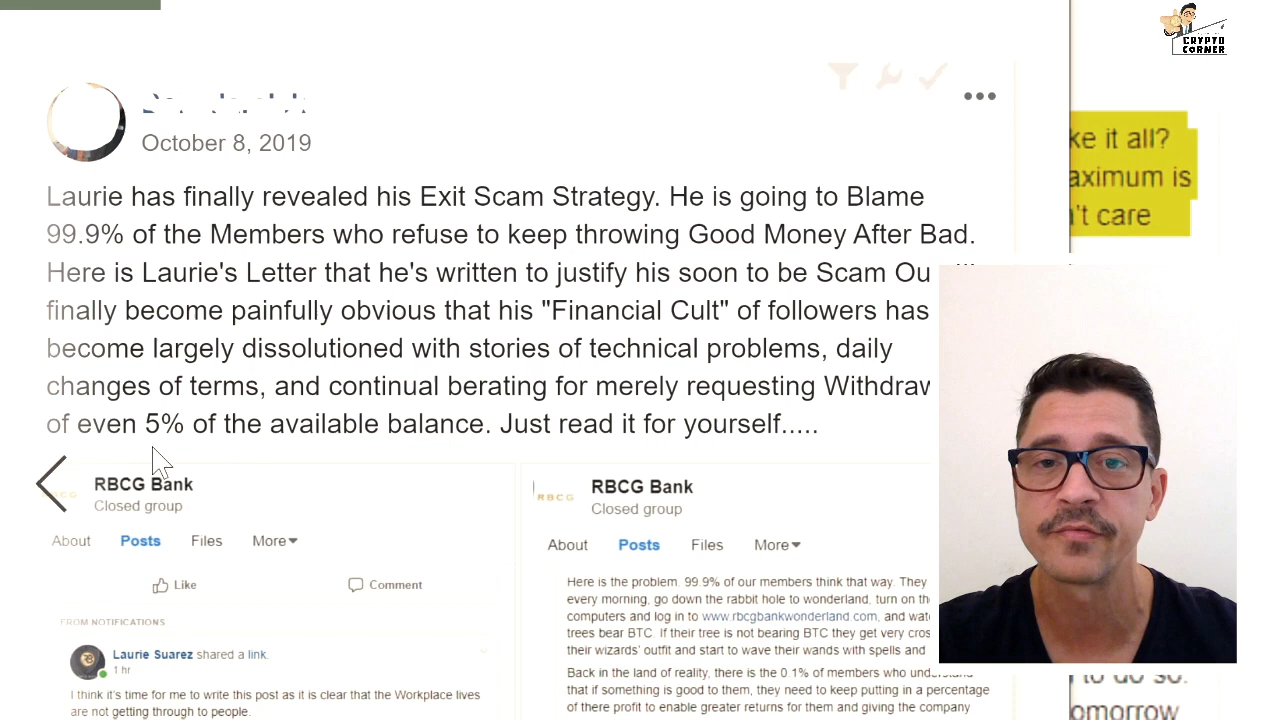 CRYPTO
CORNER
October 8, 2019
Laurie has finally revealed his Exit Scam Strategy. He is going to Blame
99.9% of the Members who refuse to keep throwing Good Money After Bad.
Here is Laurie's Letter that he's written to justify his soon to be Scam Ou
finally become painfully obvious that his "Financial Cult" of followers has
become largely dissolutioned with stories of technical problems, daily
changes of terms, and continual berating for merely requesting Withdraw
of even 5% of the available balance. Just read it for yourself.....
ke it all?
aximum is
't care
RBCG Bank
Closed group
About Posts Files More
Like Comment
FROM NOTIFICATIONS
Laurie Suarez shared a link.
1 hr
I think it's time for me to write this post as it is clear that the Workplace lives
are not getting through to people.
RBCG
RBCG Bank
Closed group
About Posts Files More
Here is the problem. 99.9% of our members think that way. They
every morning, go down the rabbit hole to wonderland, turn on the
computers and log in to www.rbcgbankwonderland.com, and wat
trees bear BTC. If their tree is not bearing BTC they get very cros
their wizards' outfit and start to wave their wands with spells and
Back in the land of reality, there is the 0.1% of members who understand
that if something is good to them, they need to keep putting in a percentage
of there profit to enable greater returns for them and giving the company
to do so.
omorrow